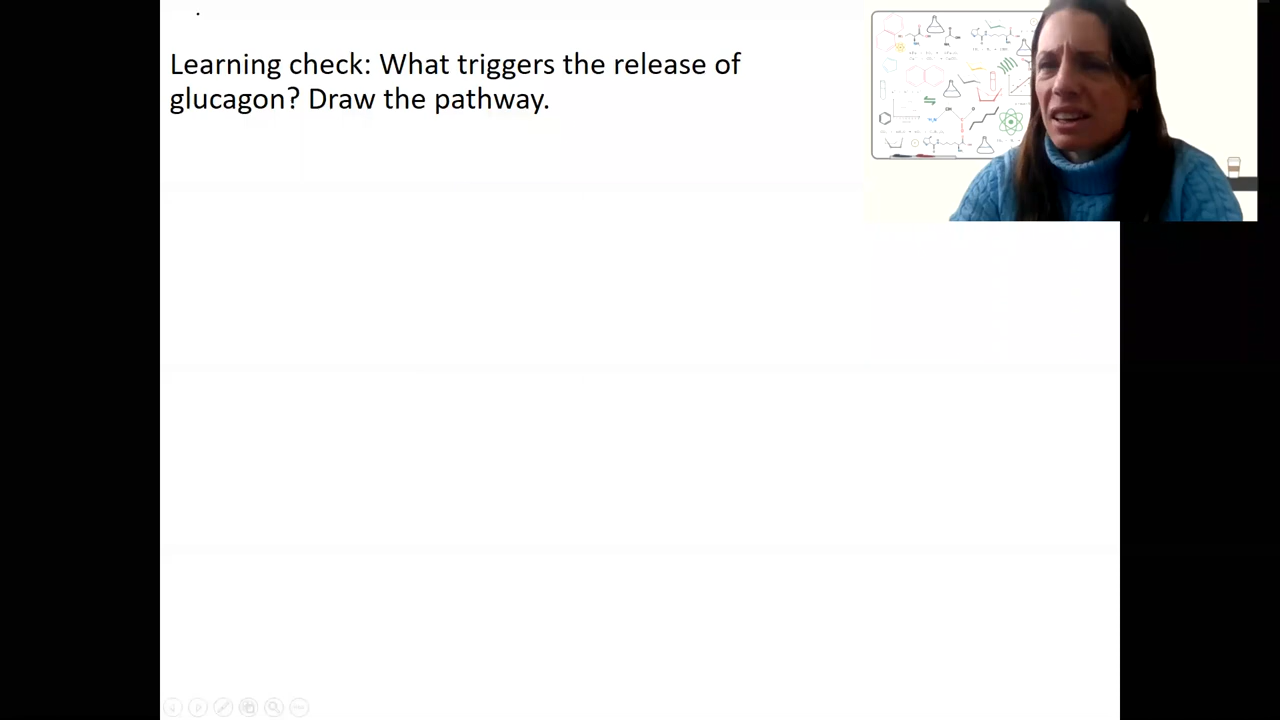 Learning check: What triggers the release of
glucagon? Draw the pathway.